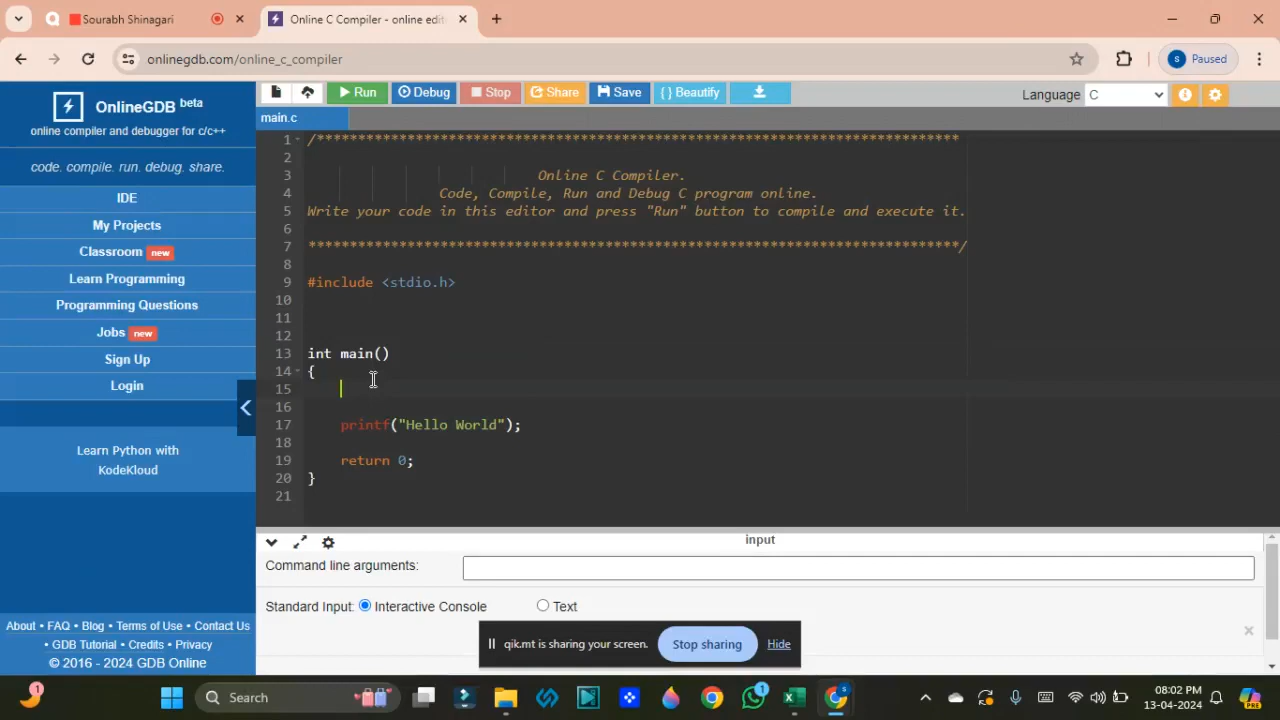 Sourabh Shinagari
Online C Compiler - online edit
onlinegdb.com/online_c_compiler
S Paused
OnlineGDB beta
online compiler and debugger for c/c++
code. compile. run. debug. share.
IDE
My Projects
Classroom new
Learn Programming
Programming Questions
Jobs new
Sign Up
Login
Learn Python with
KodeKloud
About • FAQ • Blog • Terms of Use • Contact Us
• GDB Tutorial • Credits • Privacy
© 2016 - 2024 GDB Online
Run Debug Stop Share Save { } Beautify
Language C
main.c
1 /******************************************************************************
2
3 Online C Compiler.
4 Code, Compile, Run and Debug C program online.
5 Write your code in this editor and press "Run" button to compile and execute it.
6
7 *******************************************************************************/
8
9 #include <stdio.h>
10
11
12
13 int main()
14 {
15
16
17 printf("Hello World");
18
19 return 0;
20 }
21
input
Command line arguments:
Standard Input: Interactive Console Text
qik.mt is sharing your screen. Stop sharing Hide
1
Search
1
S
08:02 PM
13-04-2024
PRE